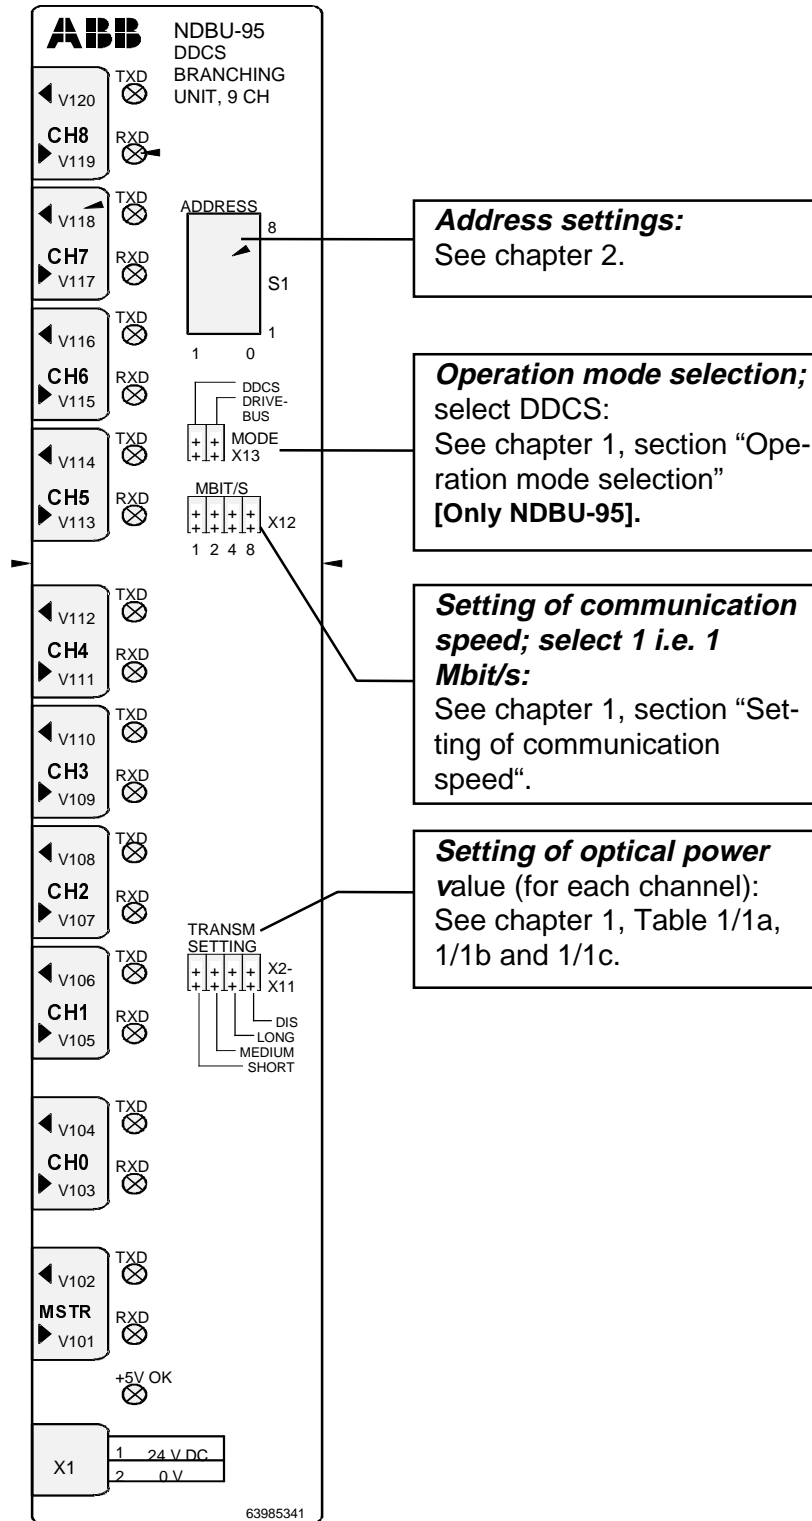 ABB
NDBU-95
DDCS
BRANCHING
UNIT, 9 CH
TXD
V120
CH8
RXD
V119
TXD
V118
CH7
RXD
V117
TXD
V116
CH6
RXD
V115
TXD
V114
CH5
RXD
V113
TXD
V112
CH4
RXD
V111
TXD
V110
CH3
RXD
V109
TXD
V108
CH2
RXD
V107
TXD
V106
CH1
RXD
V105
TXD
V104
CH0
RXD
V103
TXD
V102
MSTR
RXD
V101
+5V OK
X1
1 24 V DC
2 0 V
63985341
ADDRESS
8
S1
1
1 0
DDCS
DRIVE-
BUS
+ + MODE
+ + X13
MBIT/S
+ + + +
+ + + + X12
1 2 4 8
TRANSM
SETTING
+ + + + X2-
+ + + + X11
DIS
LONG
MEDIUM
SHORT
Address settings:
See chapter 2.
Operation mode selection;
select DDCS:
See chapter 1, section “Ope-
ration mode selection”
[Only NDBU-95].
Setting of communication
speed; select 1 i.e. 1
Mbit/s:
See chapter 1, section “Set-
ting of communication
speed“.
Setting of optical power
value (for each channel):
See chapter 1, Table 1/1a,
1/1b and 1/1c.